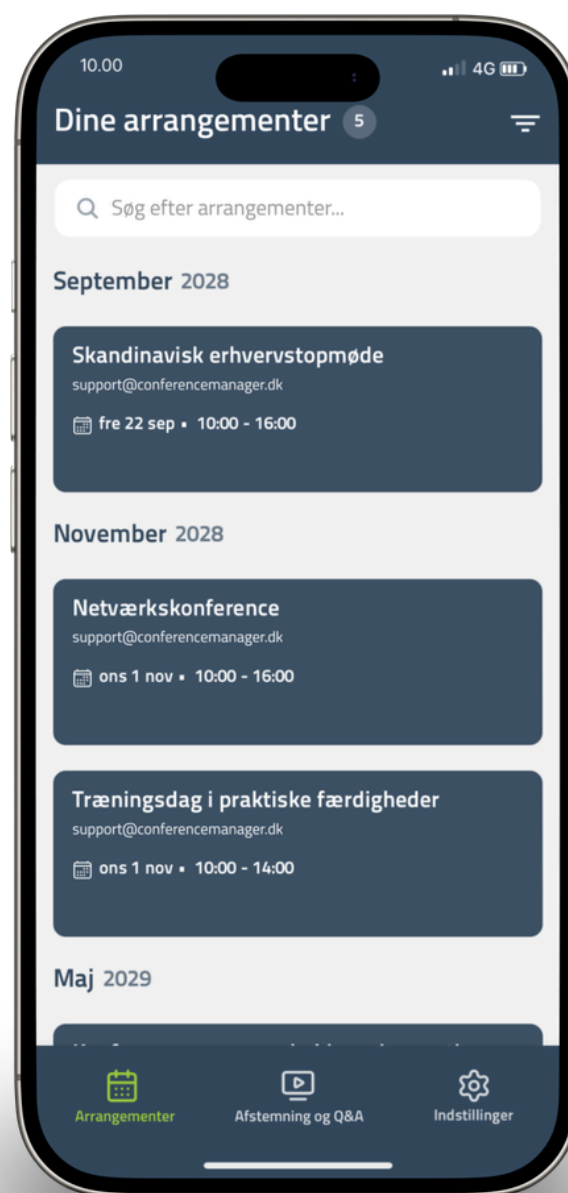 10.00
4G
Dine arrangementer 5
Søg efter arrangementer...
September 2028
Skandinavisk erhvervstopmøde
support@conferencemanager.dk
fre 22 sep • 10:00 - 16:00
November 2028
Netværkskonference
support@conferencemanager.dk
ons 1 nov • 10:00 - 16:00
Træningsdag i praktiske færdigheder
support@conferencemanager.dk
ons 1 nov • 10:00 - 14:00
Maj 2029
Arrangementer
Afstemning og Q&A
Indstillinger